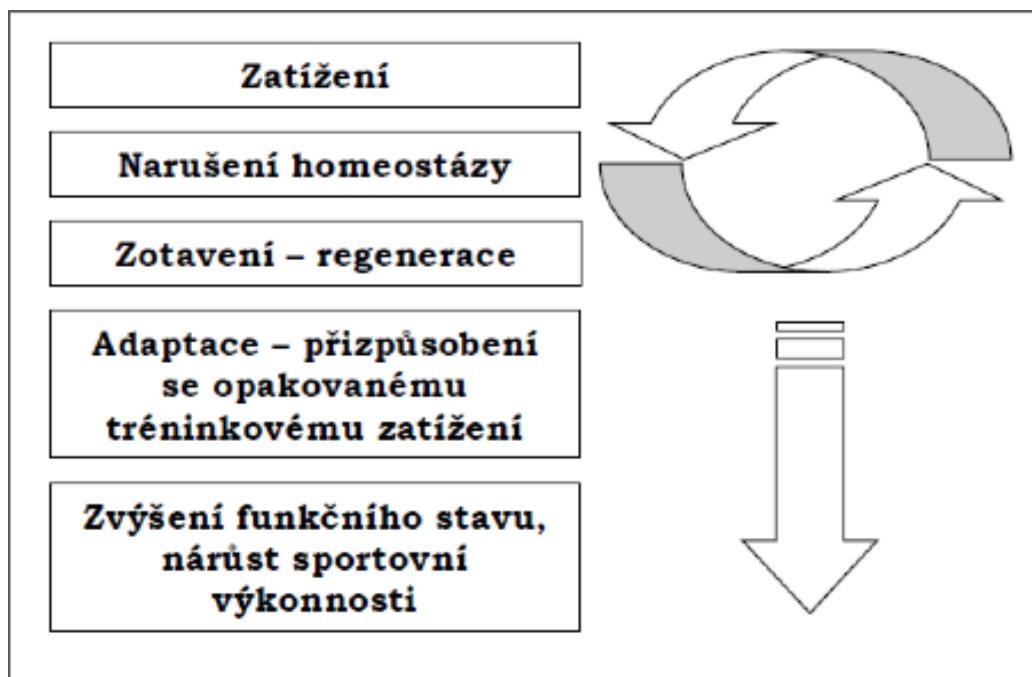 Zatížení
Narušení homeostázy
Zotavení – regenerace
Adaptace – přizpůsobení
se opakovanému
tréninkovému zatížení
Zvýšení funkčního stavu,
nárůst sportovní
výkonnosti